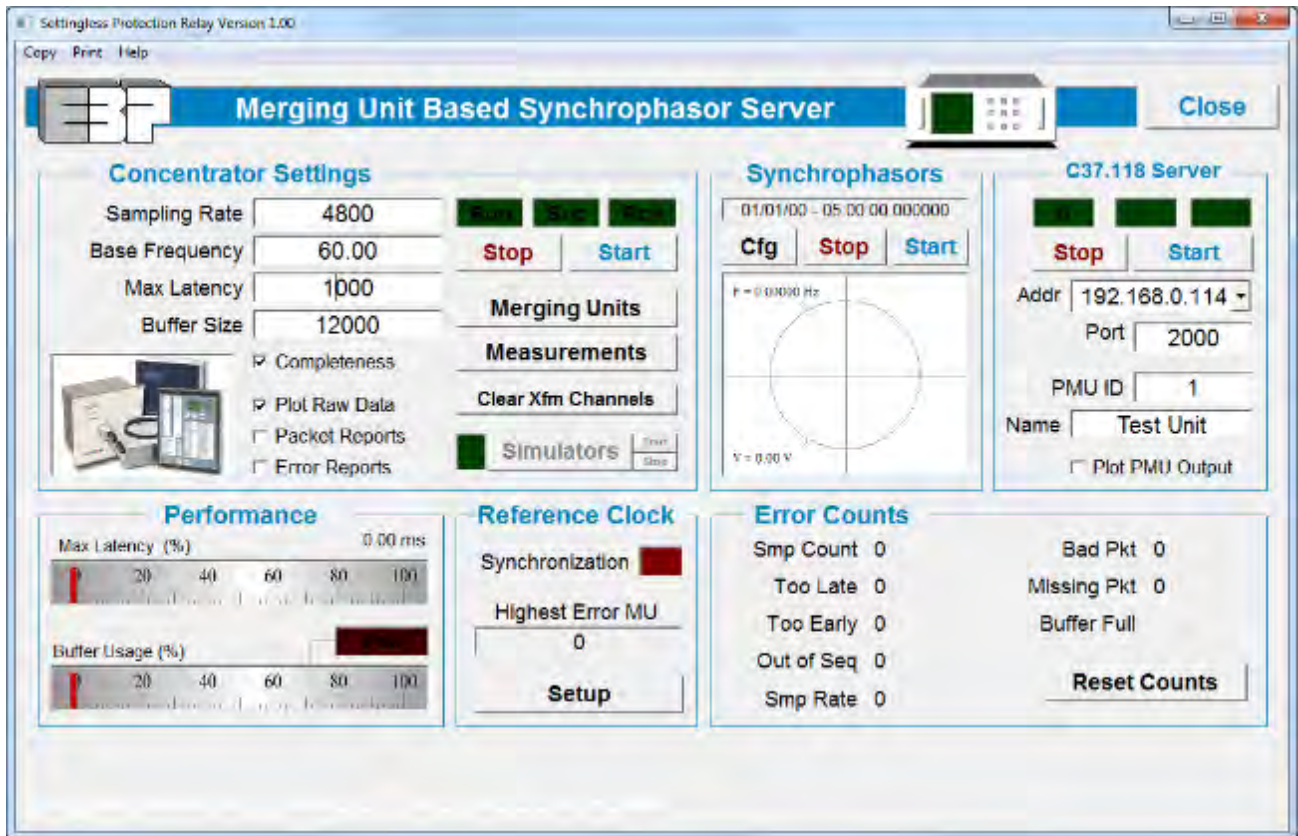 Settingless Protection Relay Version 1.00
Copy Print Help
EBP
Merging Unit Based Synchrophasor Server
Close
Concentrator Settings
Sampling Rate 4800
Base Frequency 60.00
Max Latency 1000
Buffer Size 12000
Completeness
Plot Raw Data
Packet Reports
Error Reports
Run Rcv
Stop Start
Merging Units
Measurements
Clear Xfm Channels
Simulators Start
Stop
Synchrophasors
01/01/00 - 05:00:00.000000
Cfg Stop Start
F = 0.00000 Hz
V = 0.00 V
C37.118 Server
0
Stop Start
Addr 192.168.0.114
Port 2000
PMU ID 1
Name Test Unit
Plot PMU Output
Performance
Max Latency (%) 0.00 ms
0 20 40 60 80 100
Buffer Usage (%)
0 20 40 60 80 100
Reference Clock
Synchronization
Highest Error MU
0
Setup
Error Counts
Smp Count 0
Too Late 0
Too Early 0
Out of Seq 0
Smp Rate 0
Bad Pkt 0
Missing Pkt 0
Buffer Full
Reset Counts